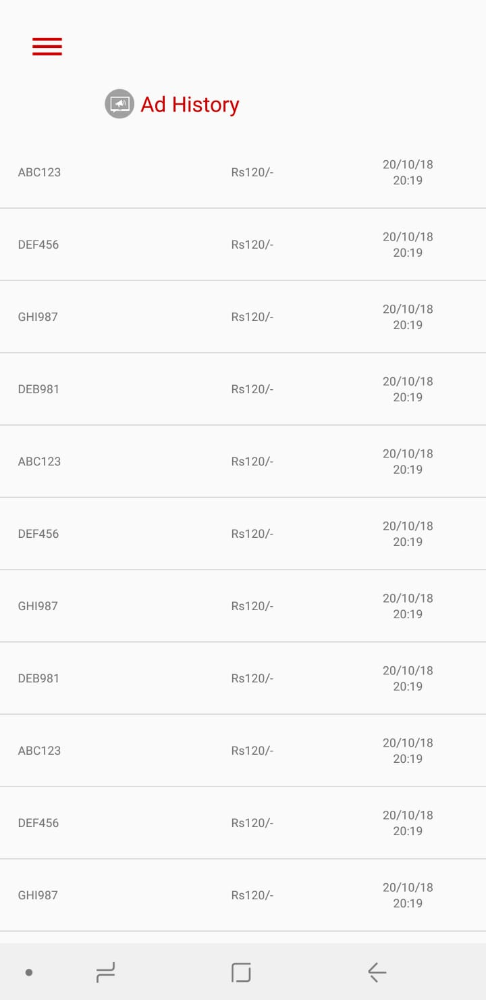 Ad History
ABC123 Rs120/- 20/10/18
20:19
DEF456 Rs120/- 20/10/18
20:19
GHI987 Rs120/- 20/10/18
20:19
DEB981 Rs120/- 20/10/18
20:19
ABC123 Rs120/- 20/10/18
20:19
DEF456 Rs120/- 20/10/18
20:19
GHI987 Rs120/- 20/10/18
20:19
DEB981 Rs120/- 20/10/18
20:19
ABC123 Rs120/- 20/10/18
20:19
DEF456 Rs120/- 20/10/18
20:19
GHI987 Rs120/- 20/10/18
20:19